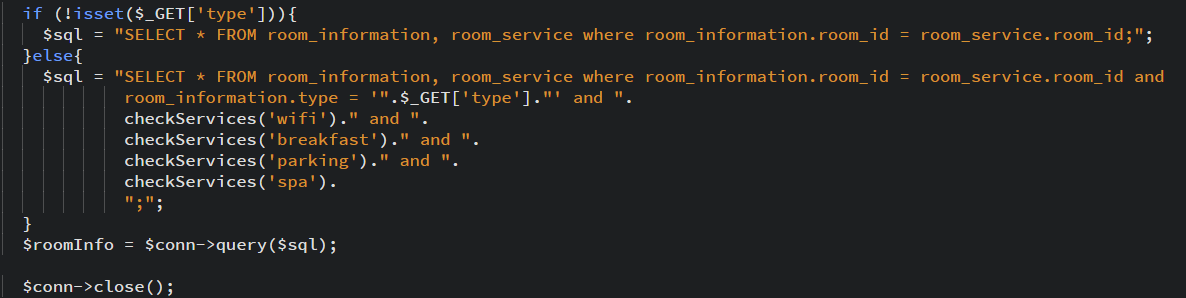 if (!isset($_GET['type'])){
$sql = "SELECT * FROM room_information, room_service where room_information.room_id = room_service.room_id;";
}else{
$sql = "SELECT * FROM room_information, room_service where room_information.room_id = room_service.room_id and
room_information.type = '".$_GET['type']."' and ".
checkServices('wifi')." and ".
checkServices('breakfast')." and ".
checkServices('parking')." and ".
checkServices('spa').
";";
}
$roomInfo = $conn->query($sql);
$conn->close();